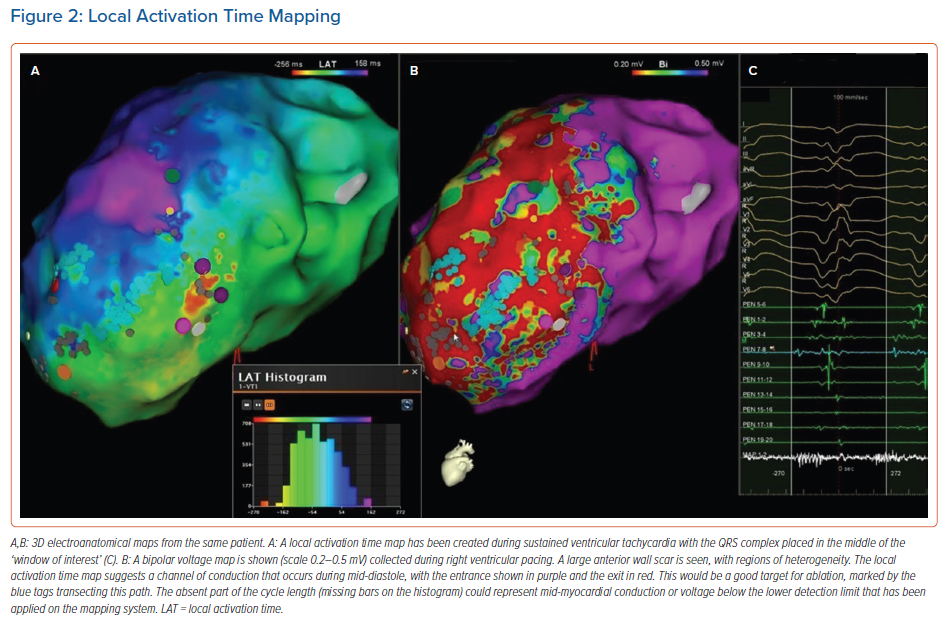 Figure 2: Local Activation Time Mapping
A
-256 ms LAT 158 ms
B
0.20 mV Bi 0.50 mV
C
100 mm/sec
I
II
III
aVR
aVL
aVF
V1
V2
V3
V4
V5
V6
PEN 5-6
PEN 1-2
PEN 3-4
PEN 7-8
PEN 9-10
PEN 11-12
PEN 13-14
PEN 15-16
PEN 17-18
PEN 19-20
MAP 1-2
-270 0 sec 272
LAT Histogram
1-VT1
708
531
354
177
0
-270 -162 -54 54 162 272
A,B: 3D electroanatomical maps from the same patient. A: A local activation time map has been created during sustained ventricular tachycardia with the QRS complex placed in the middle of the
‘window of interest’ (C). B: A bipolar voltage map is shown (scale 0.2–0.5 mV) collected during right ventricular pacing. A large anterior wall scar is seen, with regions of heterogeneity. The local
activation time map suggests a channel of conduction that occurs during mid-diastole, with the entrance shown in purple and the exit in red. This would be a good target for ablation, marked by the
blue tags transecting this path. The absent part of the cycle length (missing bars on the histogram) could represent mid-myocardial conduction or voltage below the lower detection limit that has been
applied on the mapping system. LAT = local activation time.